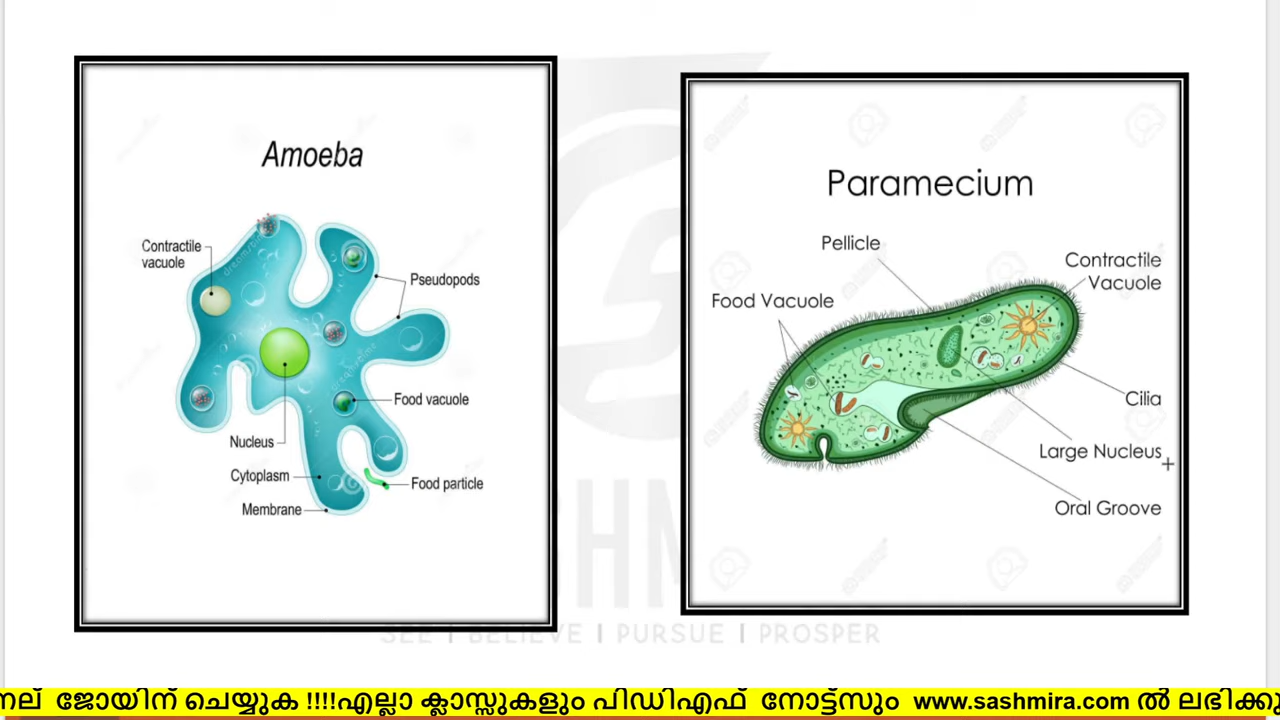 Amoeba
Contractile
vacuole
Pseudopods
Food vacuole
Nucleus
Cytoplasm
Food particle
Membrane
Paramecium
Pellicle
Contractile
Vacuole
Food Vacuole
Cilia
Large Nucleus
Oral Groove
SEE I BELIEVE I PURSUE I PROSPER
ജോയിന് ചെയ്യുക !!!!എല്ലാ ക്ലാസ്സുകളും പിഡിഎഫ് നോട്ട്സും www.sashmira.com ൽ